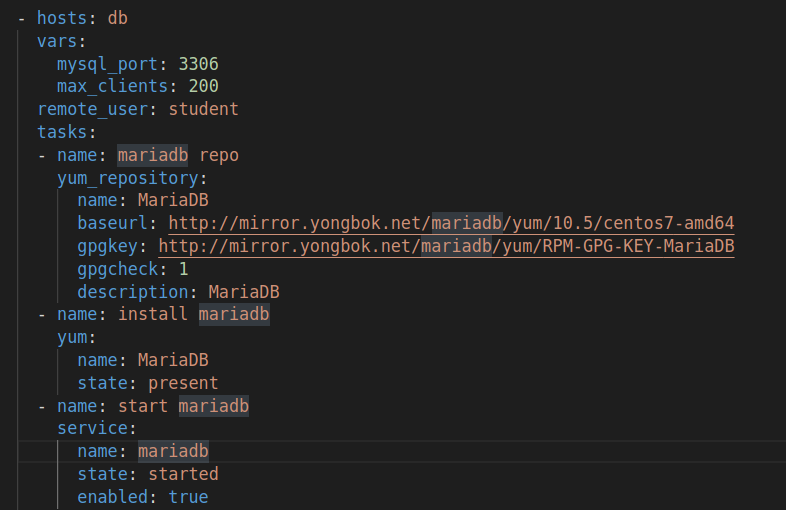 - hosts: db
  vars:
    mysql_port: 3306
    max_clients: 200
  remote_user: student
  tasks:
  - name: mariadb repo
    yum_repository:
      name: MariaDB
      baseurl: http://mirror.yongbok.net/mariadb/yum/10.5/centos7-amd64
      gpgkey: http://mirror.yongbok.net/mariadb/yum/RPM-GPG-KEY-MariaDB
      gpgcheck: 1
      description: MariaDB
  - name: install mariadb
    yum:
      name: MariaDB
      state: present
  - name: start mariadb
    service:
      name: mariadb
      state: started
      enabled: true